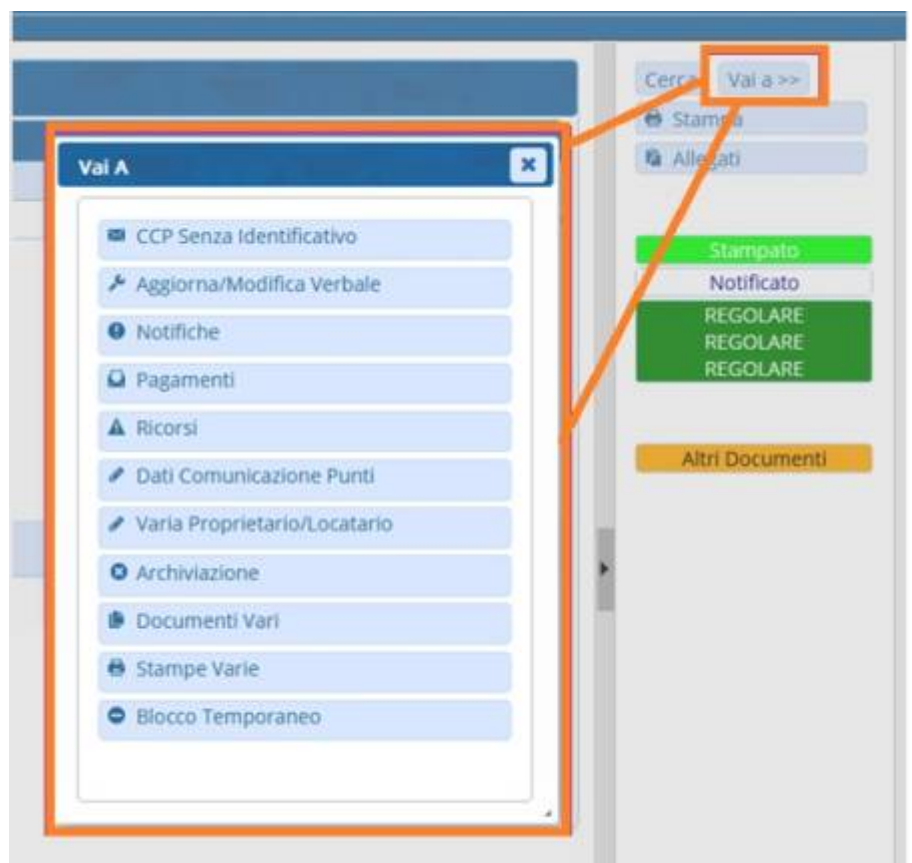 Cerca Vai a >>
Stampa
Allegati
Vai A
CCP Senza Identificativo
Aggiorna/Modifica Verbale
Notifiche
Pagamenti
Ricorsi
Dati Comunicazione Punti
Varia Proprietario/Locatario
Archiviazione
Documenti Vari
Stampe Varie
Blocco Temporaneo
Stampato
Notificato
REGOLARE
REGOLARE
REGOLARE
Altri Documenti